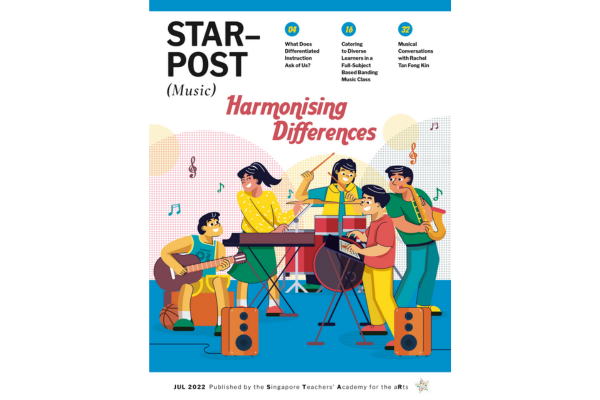 STAR–
POST
(Music)
04
What Does
Differentiated
Instruction
Ask of Us?
16
Catering
to Diverse
Learners in a
Full-Subject
Based Banding
Music Class
32
Musical
Conversations
with Rachel
Tan Fong Kin
Harmonising
Differences
JUL 2022 Published by the Singapore Teachers' Academy for the aRts